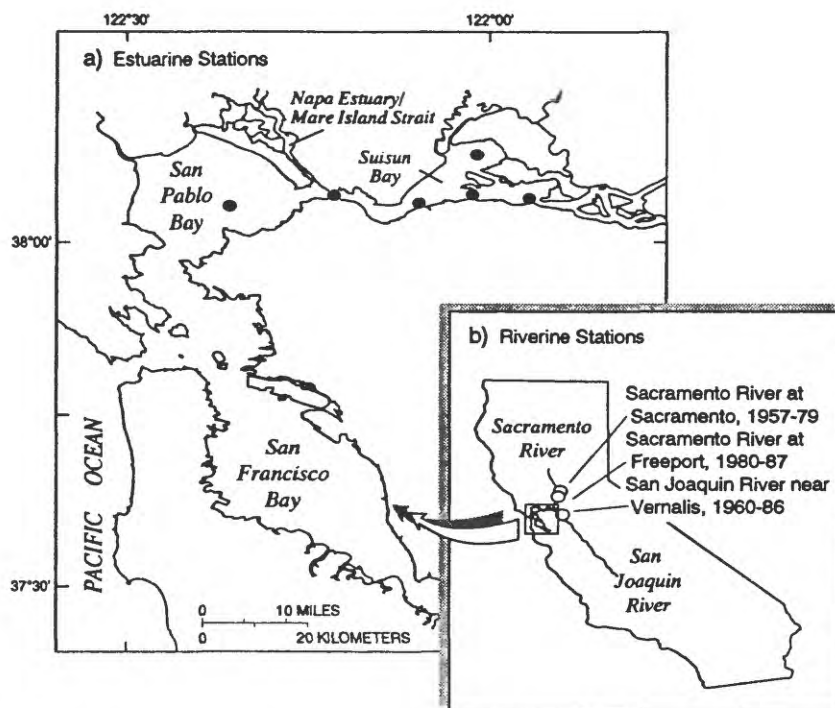 122°30'
122°00'
a) Estuarine Stations
Napa Estuary/
Mare Island Strait
Suisun
Bay
San
Pablo
Bay
38°00'
PACIFIC OCEAN
San
Francisco
Bay
37°30'
0 10 MILES
0 20 KILOMETERS
b) Riverine Stations
Sacramento River at
Sacramento, 1957-79
Sacramento River at
Freeport, 1980-87
San Joaquin River near
Vernalis, 1960-86
Sacramento
River
San
Joaquin
River